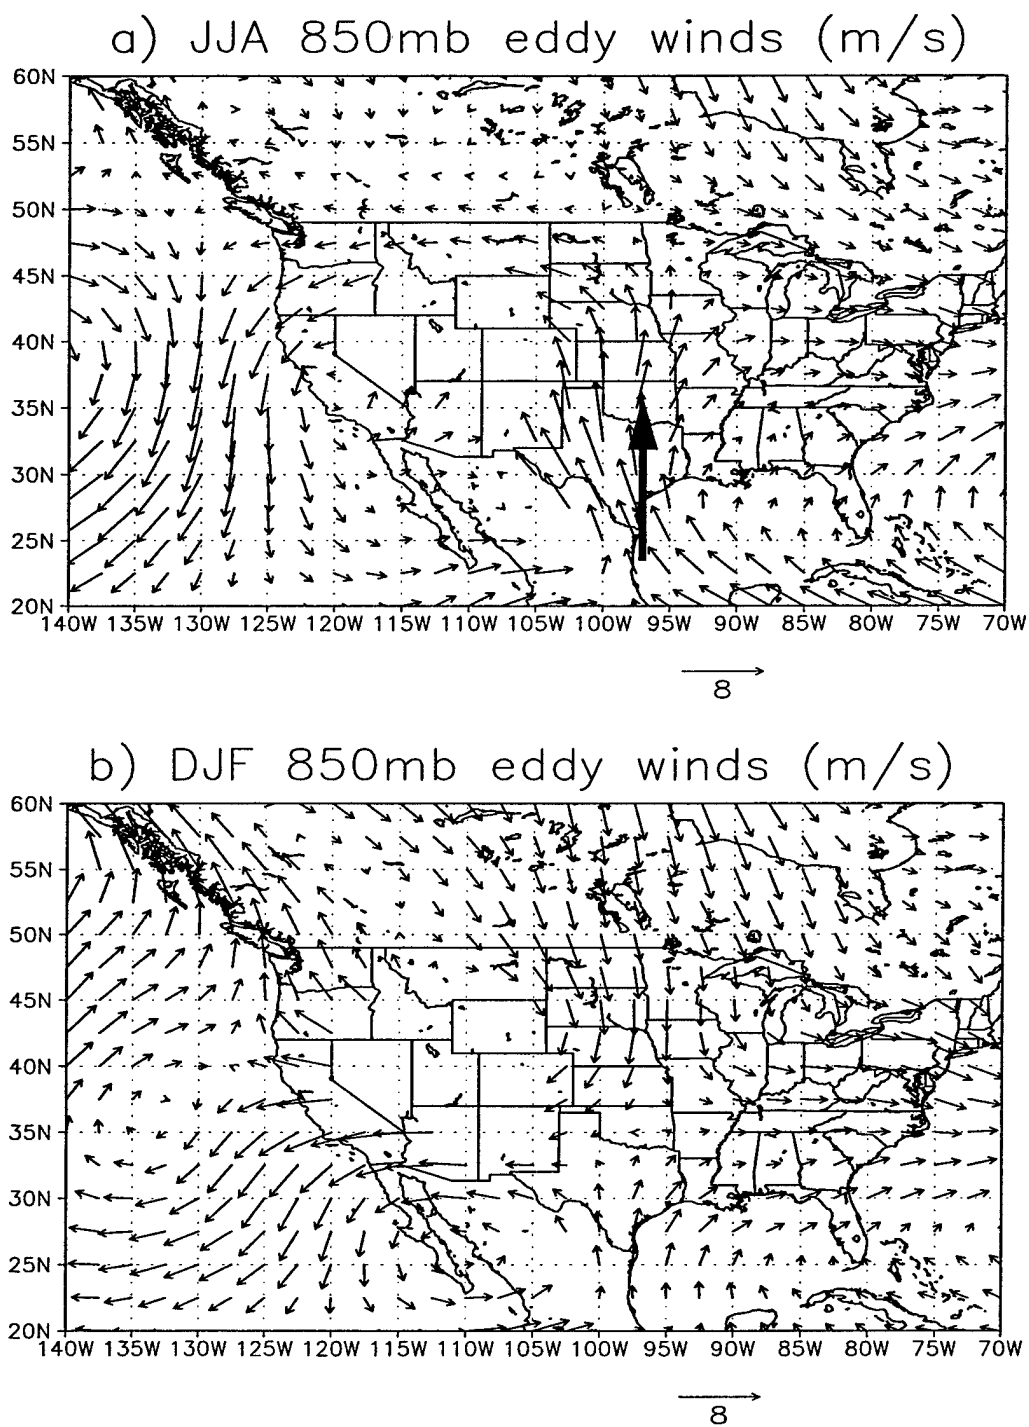 a) JJA 850mb eddy winds (m/s)
60N
55N
50N
45N
40N
35N
30N
25N
20N
140W 135W 130W 125W 120W 115W 110W 105W 100W 95W 90W 85W 80W 75W 70W
8
b) DJF 850mb eddy winds (m/s)
60N
55N
50N
45N
40N
35N
30N
25N
20N
140W 135W 130W 125W 120W 115W 110W 105W 100W 95W 90W 85W 80W 75W 70W
8